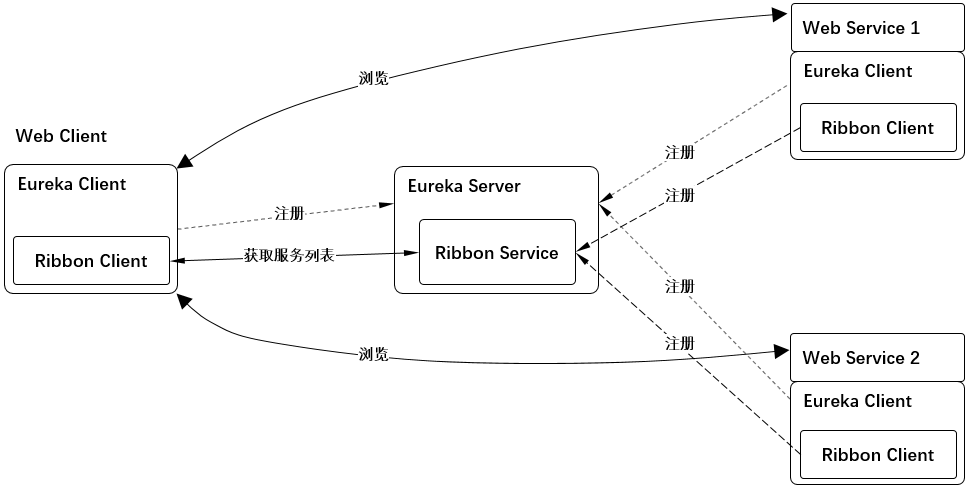 Web Service 1
Eureka Client
Ribbon Client
浏览
Web Client
Eureka Client
Ribbon Client
注册
获取服务列表
Eureka Server
Ribbon Service
注册
注册
注册
注册
浏览
Web Service 2
Eureka Client
Ribbon Client